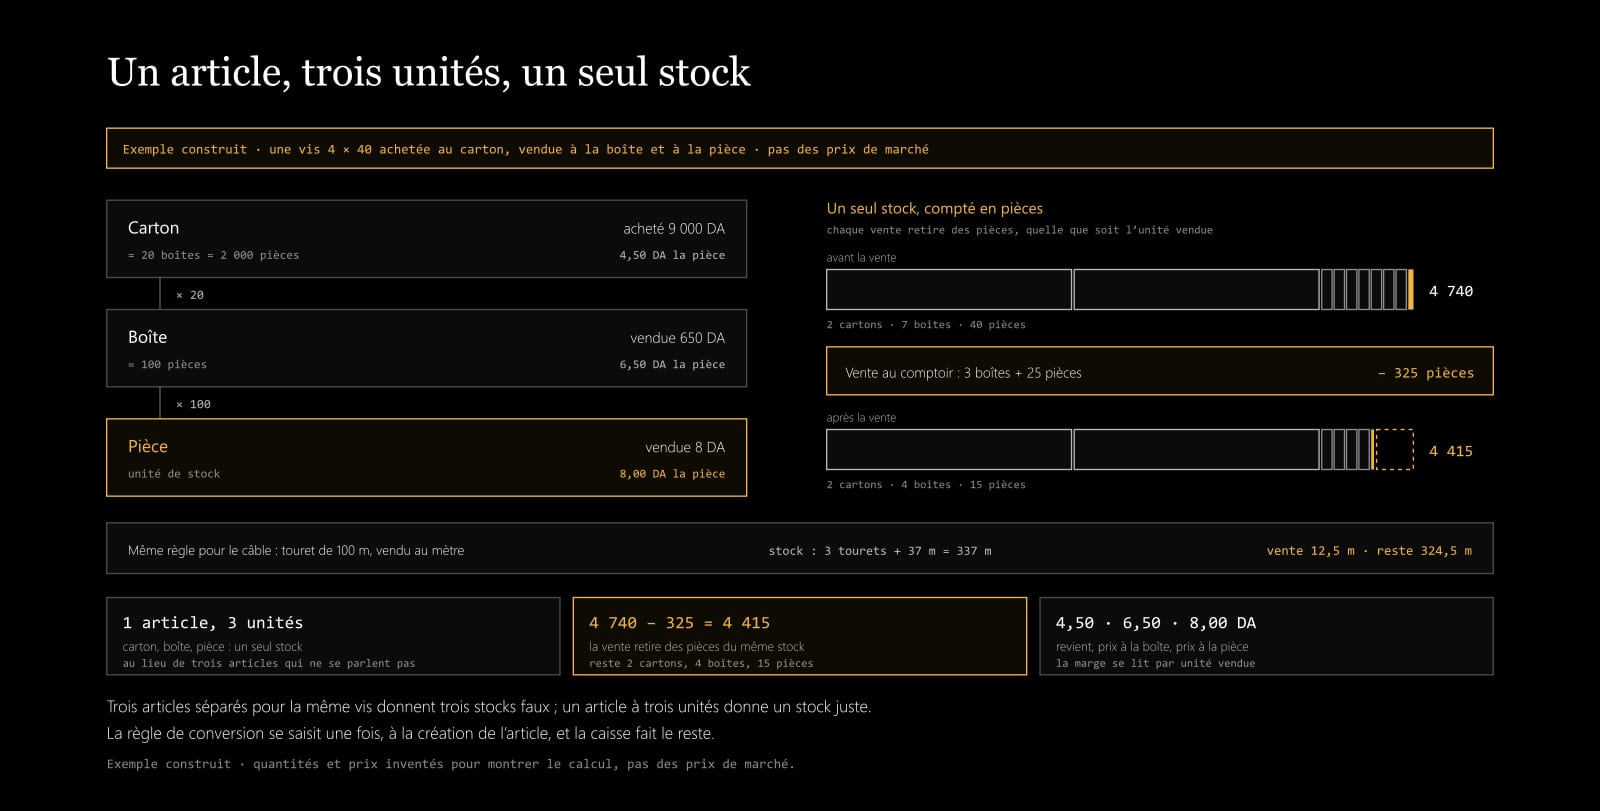 Un article, trois unités, un seul stock
Exemple construit · une vis 4 × 40 achetée au carton, vendue à la boîte et à la pièce · pas des prix de marché
Carton
acheté 9 000 DA
= 20 boîtes = 2 000 pièces
4,50 DA la pièce
× 20
Boîte
vendue 650 DA
= 100 pièces
6,50 DA la pièce
× 100
Pièce
vendue 8 DA
unité de stock
8,00 DA la pièce
Un seul stock, compté en pièces
chaque vente retire des pièces, quelle que soit l’unité vendue
avant la vente
4 740
2 cartons · 7 boîtes · 40 pièces
Vente au comptoir : 3 boîtes + 25 pièces
− 325 pièces
après la vente
4 415
2 cartons · 4 boîtes · 15 pièces
Même règle pour le câble : touret de 100 m, vendu au mètre
stock : 3 tourets + 37 m = 337 m
vente 12,5 m · reste 324,5 m
1 article, 3 unités
carton, boîte, pièce : un seul stock
au lieu de trois articles qui ne se parlent pas
4 740 − 325 = 4 415
la vente retire des pièces du même stock
reste 2 cartons, 4 boîtes, 15 pièces
4,50 · 6,50 · 8,00 DA
revient, prix à la boîte, prix à la pièce
la marge se lit par unité vendue
Trois articles séparés pour la même vis donnent trois stocks faux ; un article à trois unités donne un stock juste.
La règle de conversion se saisit une fois, à la création de l’article, et la caisse fait le reste.
Exemple construit · quantités et prix inventés pour montrer le calcul, pas des prix de marché.